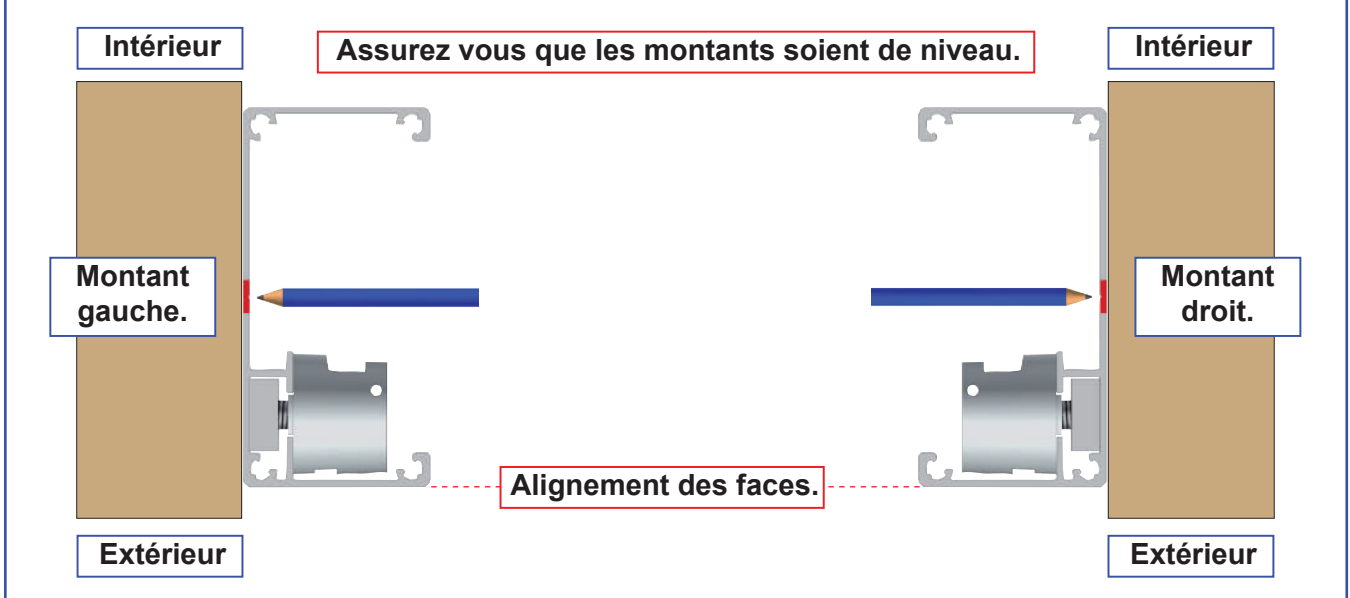 Intérieur
Assurez vous que les montants soient de niveau.
Intérieur
Montant
gauche.
Montant
droit.
Alignement des faces.
Extérieur
Extérieur